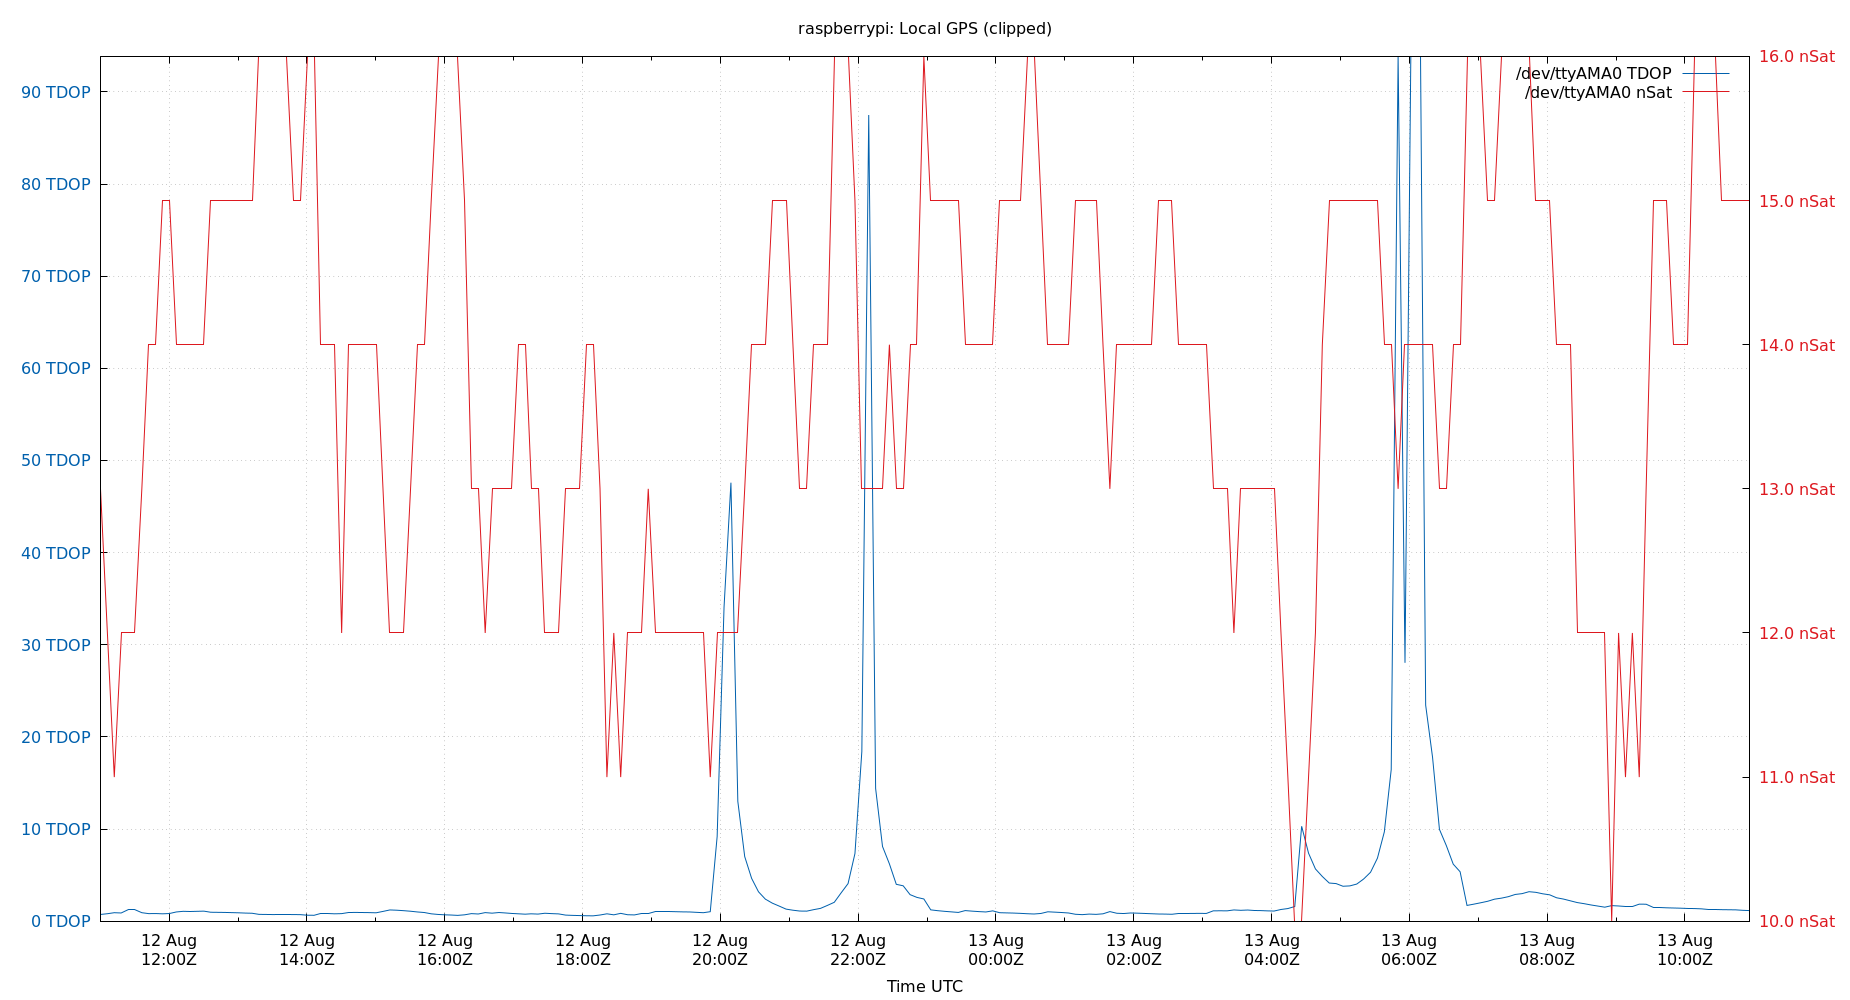 raspberrypi: Local GPS (clipped)
/dev/ttyAMA0 TDOP
/dev/ttyAMA0 nSat
90 TDOP
80 TDOP
70 TDOP
60 TDOP
50 TDOP
40 TDOP
30 TDOP
20 TDOP
10 TDOP
0 TDOP
16.0 nSat
15.0 nSat
14.0 nSat
13.0 nSat
12.0 nSat
11.0 nSat
10.0 nSat
12 Aug
12:00Z
12 Aug
14:00Z
12 Aug
16:00Z
12 Aug
18:00Z
12 Aug
20:00Z
12 Aug
22:00Z
13 Aug
00:00Z
13 Aug
02:00Z
13 Aug
04:00Z
13 Aug
06:00Z
13 Aug
08:00Z
13 Aug
10:00Z
Time UTC